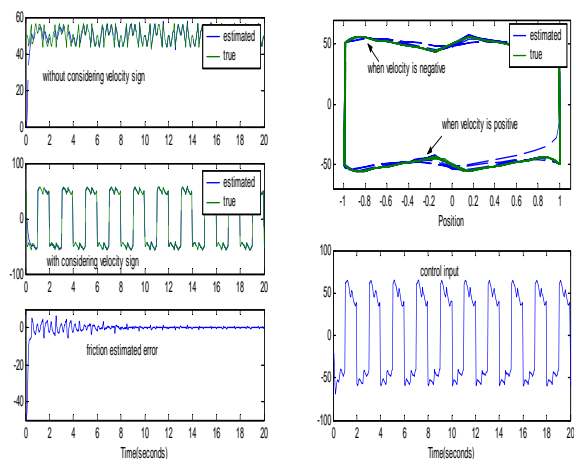 60
40
20
0
estimated
true
without considering velocity sign
0 2 4 6 8 10 12 14 16 18 20
100
0
-100
estimated
true
with considering velocity sign
0 2 4 6 8 10 12 14 16 18 20
0
-20
-40
friction estimated error
0 2 4 6 8 10 12 14 16 18 20
Time(seconds)
50
0
-50
estimated
true
when velocity is negative
when velocity is positive
-1 -0.8 -0.6 -0.4 -0.2 0 0.2 0.4 0.6 0.8 1
Position
control input
100
50
0
-50
-100
0 2 4 6 8 10 12 14 16 18 20
Time(seconds)